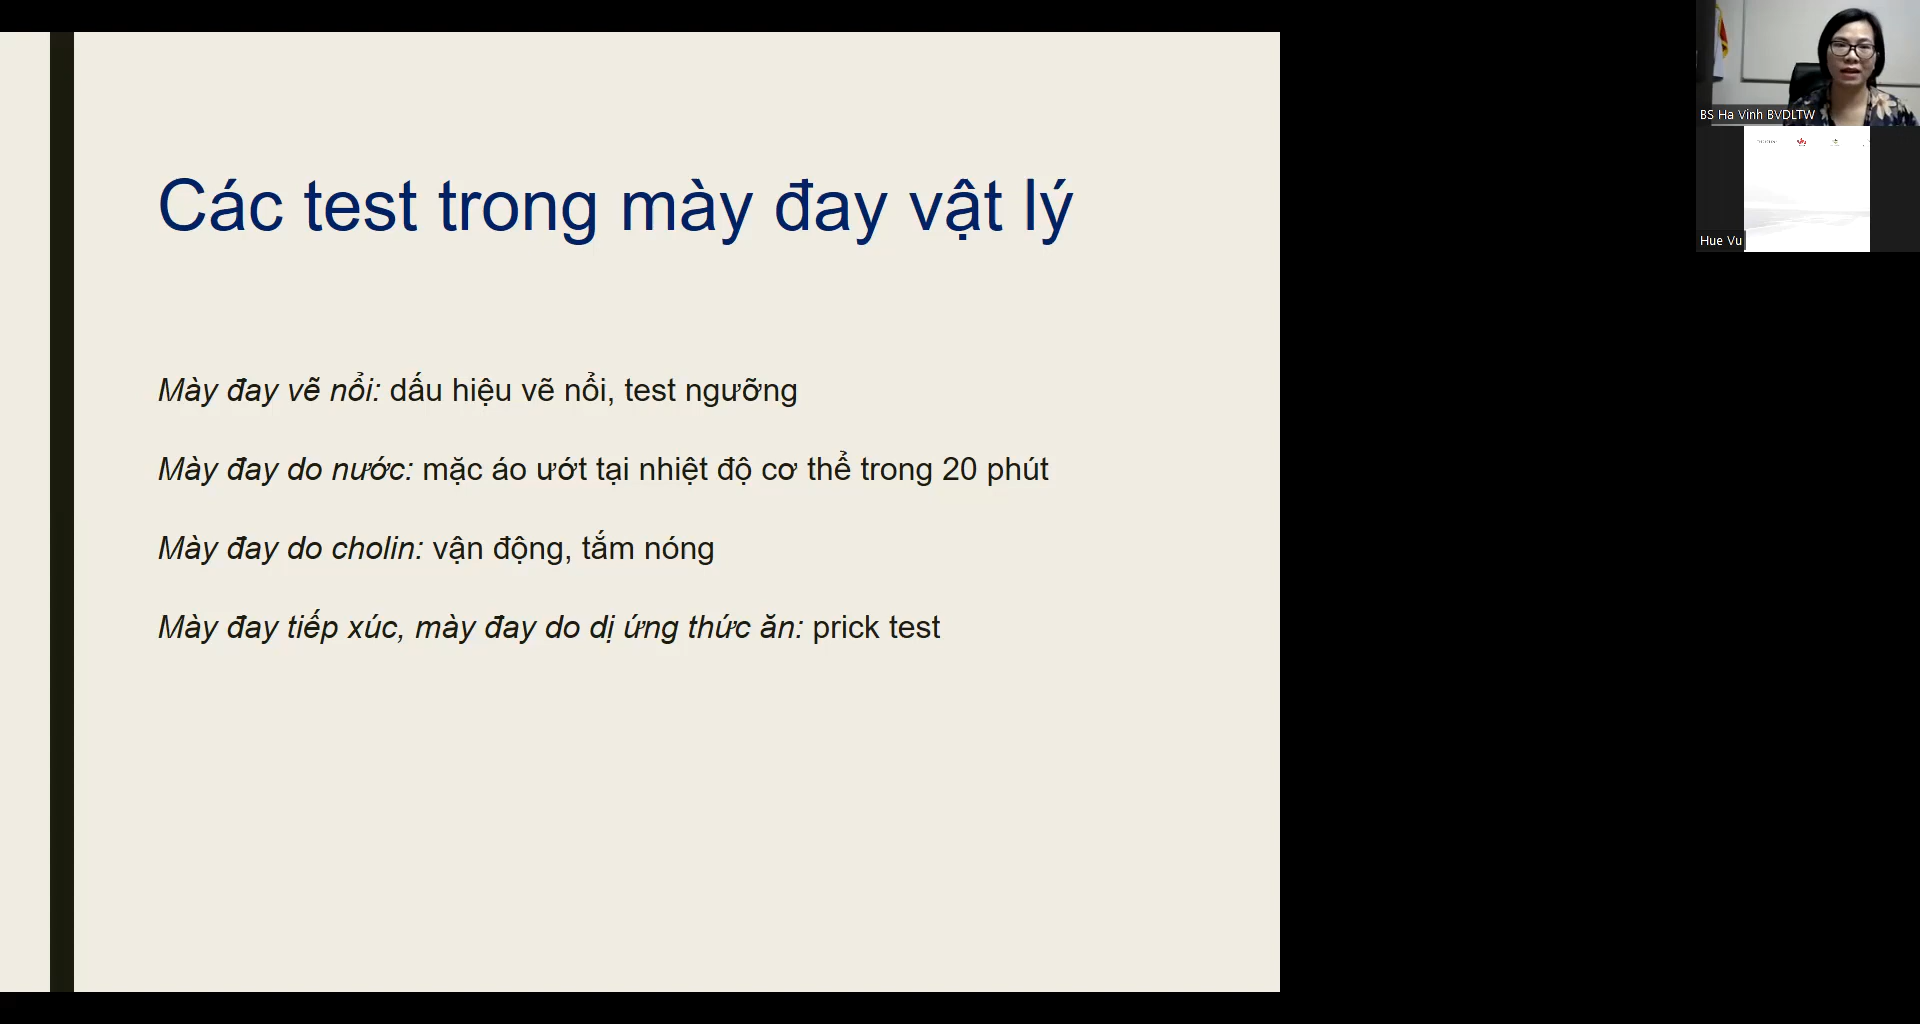 Các test trong mày đay vật lý
Mày đay vẽ nổi: dấu hiệu vẽ nổi, test ngưỡng
Mày đay do nước: mặc áo ướt tại nhiệt độ cơ thể trong 20 phút
Mày đay do cholin: vận động, tắm nóng
Mày đay tiếp xúc, mày đay do dị ứng thức ăn: prick test
BS Ha Vinh BVDLTW
Hue Vu